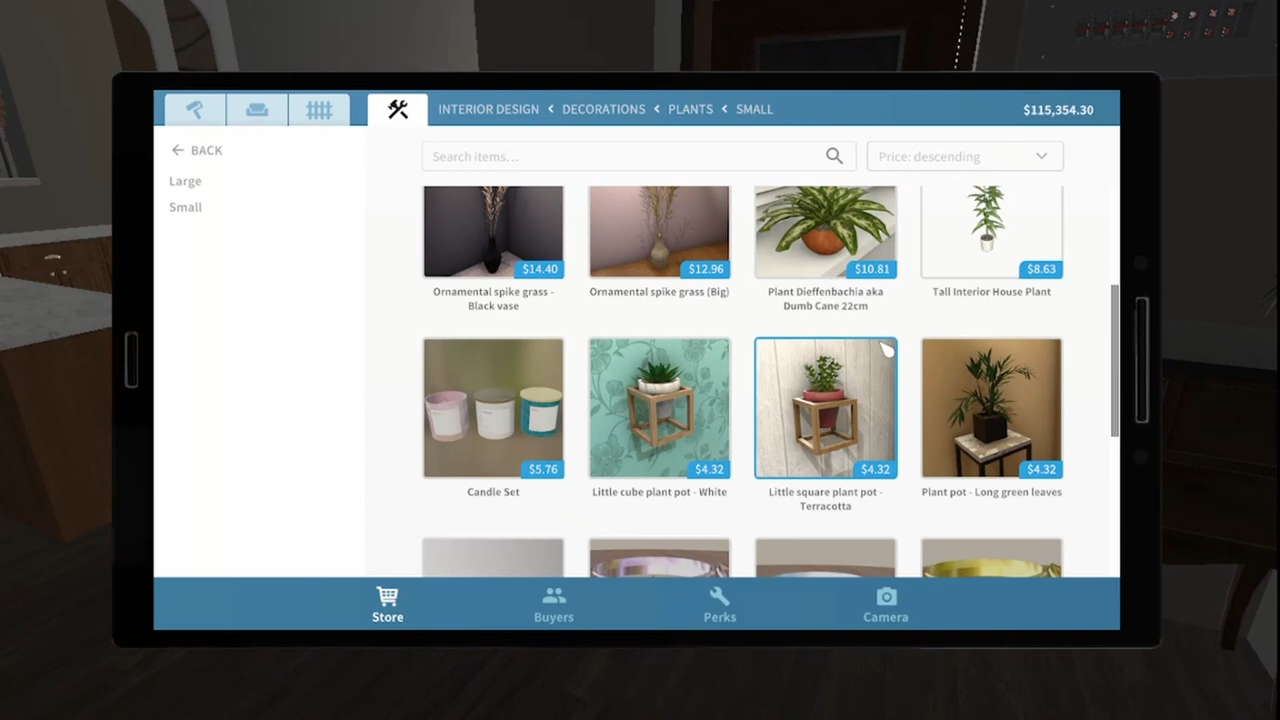 INTERIOR DESIGN < DECORATIONS < PLANTS < SMALL
$115,354.30
BACK
Large
Small
Search items...
Price: descending
$14.40
$12.96
$10.81
$8.63
Ornamental spike grass -
Black vase
Ornamental spike grass (Big)
Plant Dieffenbachia aka
Dumb Cane 22cm
Tall Interior House Plant
$5.76
$4.32
$4.32
$4.32
Candle Set
Little cube plant pot - White
Little square plant pot -
Terracotta
Plant pot - Long green leaves
Store
Buyers
Perks
Camera